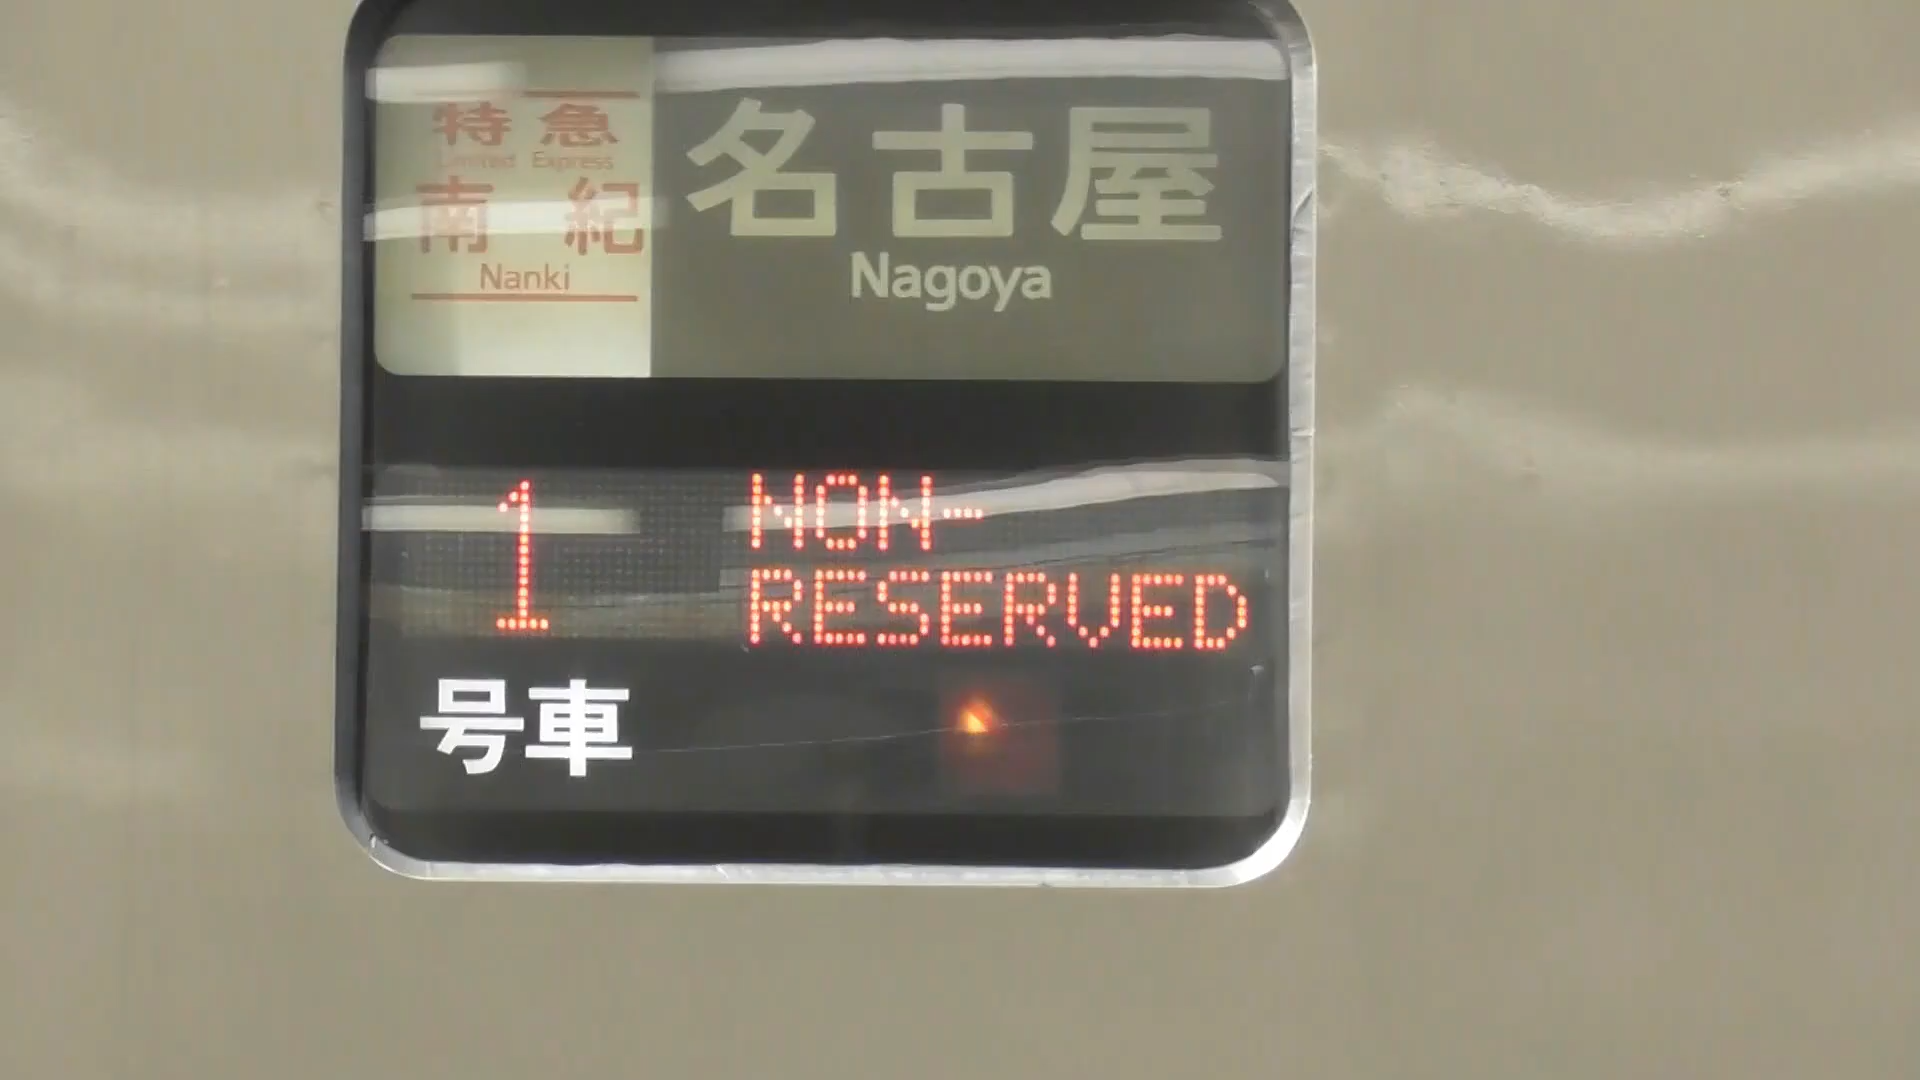 特急
Limited Express
南紀
Nanki
名古屋
Nagoya
1
号車
NON-
RESERVED